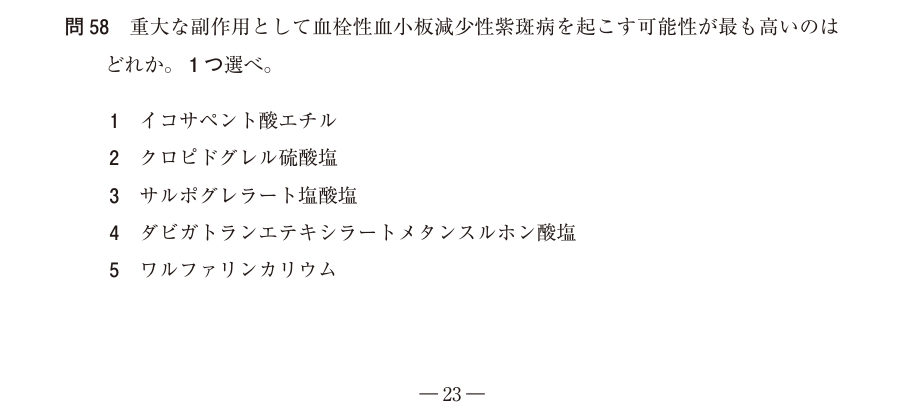 問 58 重大な副作用として血栓性血小板減少性紫斑病を起こす可能性が最も高いのは
どれか。1つ選べ。
1 イコサペント酸エチル
2 クロピドグレル硫酸塩
3 サルポグレラート塩酸塩
4 ダビガトランエテキシラートメタンスルホン酸塩
5 ワルファリンカリウム
— 23 —